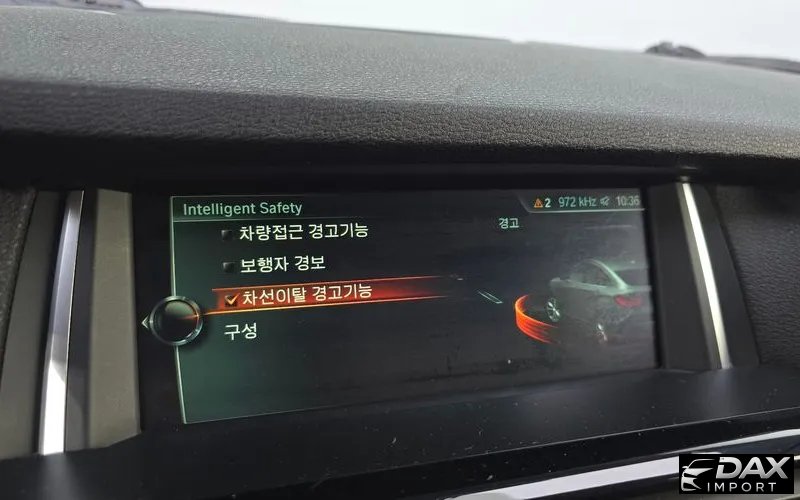 Intelligent Safety
2 972 kHz 10:36
차량접근 경고기능
경고
보행자 경보
차선이탈 경고기능
구성
DAX
IMPORT